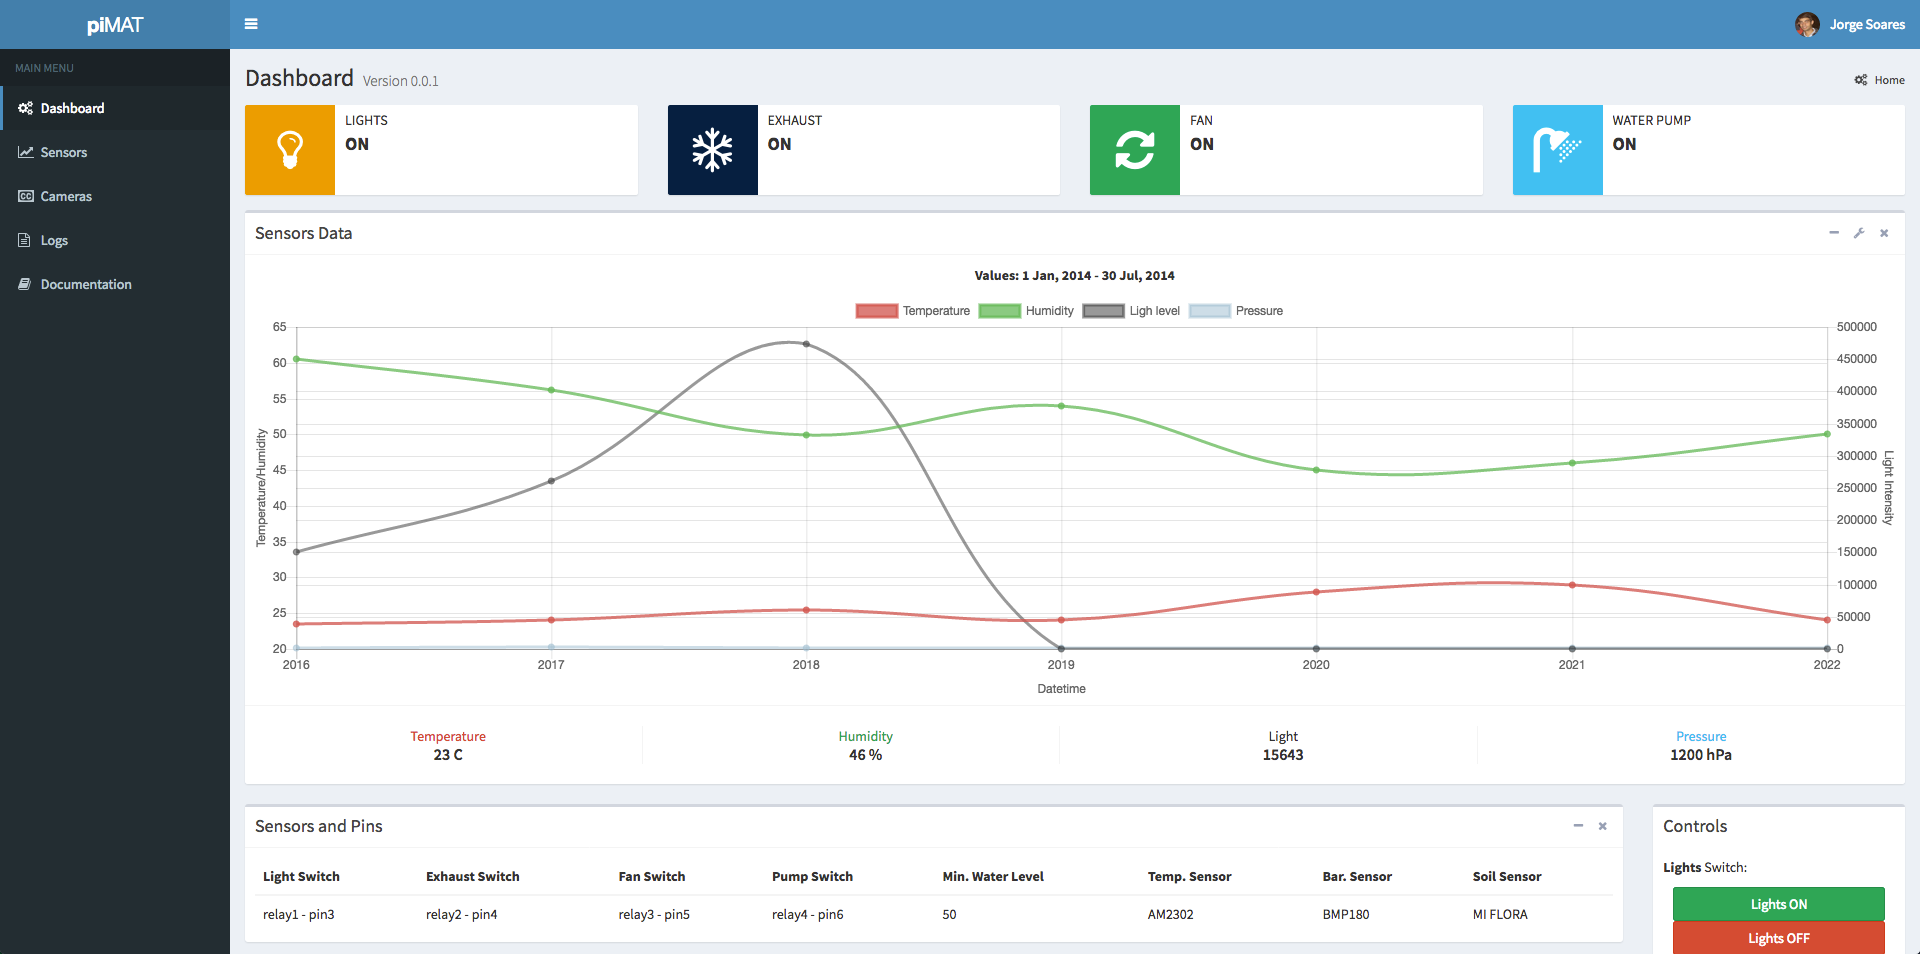 piMAT
Jorge Soares
MAIN MENU
Dashboard
Sensors
CC Cameras
Logs
Documentation
Dashboard Version 0.0.1
Home
LIGHTS
ON
EXHAUST
ON
FAN
ON
WATER PUMP
ON
Sensors Data
Values: 1 Jan, 2014 - 30 Jul, 2014
Temperature Humidity Ligh level Pressure
Temperature/Humidity
65
60
55
50
45
40
35
30
25
20
500000
450000
400000
350000
300000
250000
200000
150000
100000
50000
0
Light Intensity
2016 2017 2018 2019 2020 2021 2022
Datetime
Temperature
23 C
Humidity
46 %
Light
15643
Pressure
1200 hPa
Sensors and Pins
Light Switch Exhaust Switch Fan Switch Pump Switch Min. Water Level Temp. Sensor Bar. Sensor Soil Sensor
relay1 - pin3 relay2 - pin4 relay3 - pin5 relay4 - pin6 50 AM2302 BMP180 MI FLORA
Controls
Lights Switch:
Lights ON
Lights OFF